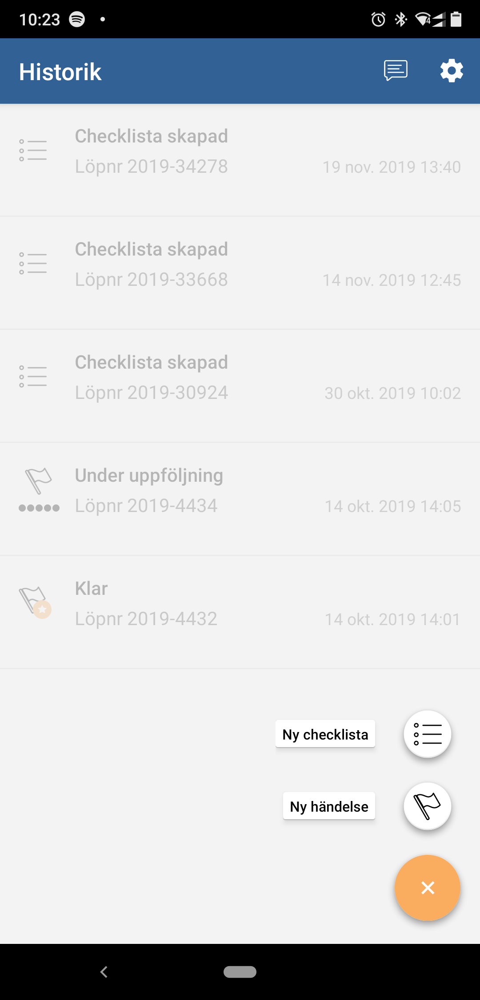 10:23
4
Historik
Checklista skapad
Löpnr 2019-34278
19 nov. 2019 13:40
Checklista skapad
Löpnr 2019-33668
14 nov. 2019 12:45
Checklista skapad
Löpnr 2019-30924
30 okt. 2019 10:02
Under uppföljning
Löpnr 2019-4434
14 okt. 2019 14:05
Klar
Löpnr 2019-4432
14 okt. 2019 14:01
Ny checklista
Ny händelse